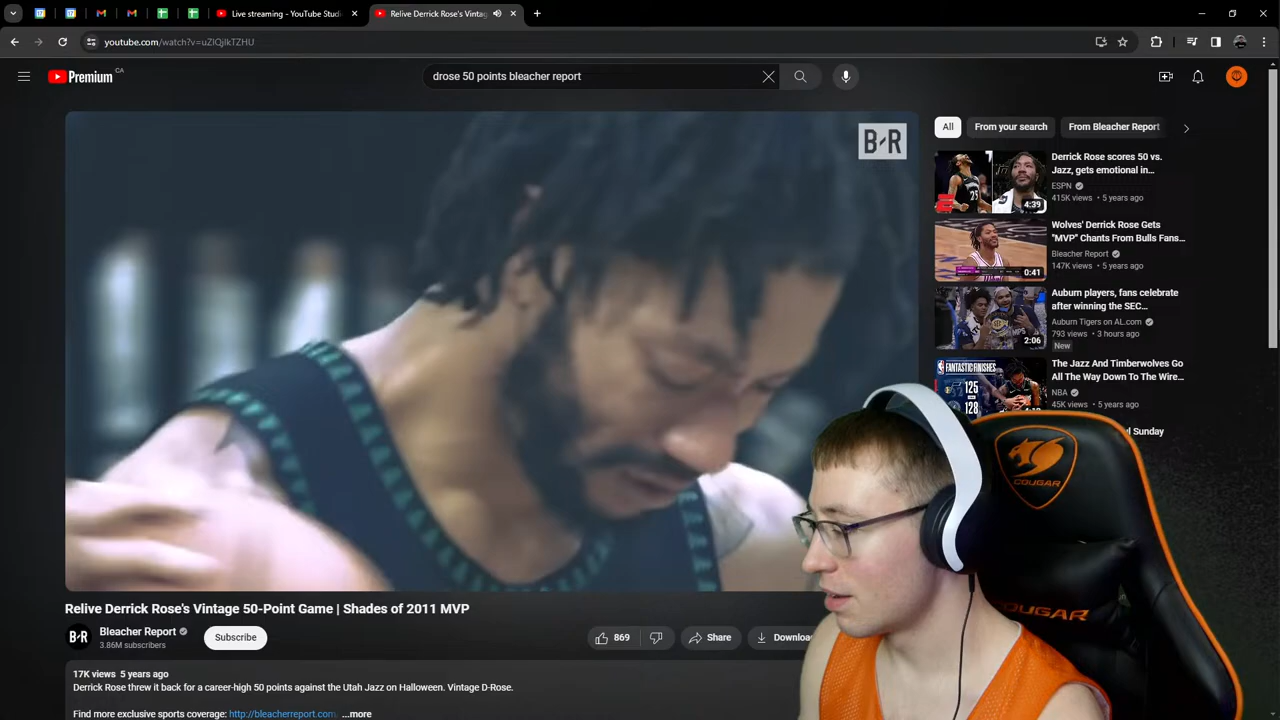 Live streaming - YouTube Studi
Relive Derrick Rose's Vintag
youtube.com/watch?v=uZIQjIkTZHU
Premium CA
drose 50 points bleacher report
B/R
All
From your search
From Bleacher Report
Derrick Rose scores 50 vs.
Jazz, gets emotional in...
ESPN
415K views • 5 years ago
4:39
25
Wolves' Derrick Rose Gets
"MVP" Chants From Bulls Fans...
Bleacher Report
147K views • 5 years ago
0:41
Auburn players, fans celebrate
after winning the SEC...
Auburn Tigers on AL.com
793 views • 3 hours ago
New
2:06
FANTASTIC FINISHES
125
128
The Jazz And Timberwolves Go
All The Way Down To The Wire...
NBA
45K views • 5 years ago
Sunday
COUGAR
COUGAR
Relive Derrick Rose's Vintage 50-Point Game | Shades of 2011 MVP
B/R
Bleacher Report
3.86M subscribers
Subscribe
869
Share
Downloa
17K views 5 years ago
Derrick Rose threw it back for a career-high 50 points against the Utah Jazz on Halloween. Vintage D-Rose.
Find more exclusive sports coverage: http://bleacherreport.com ...more